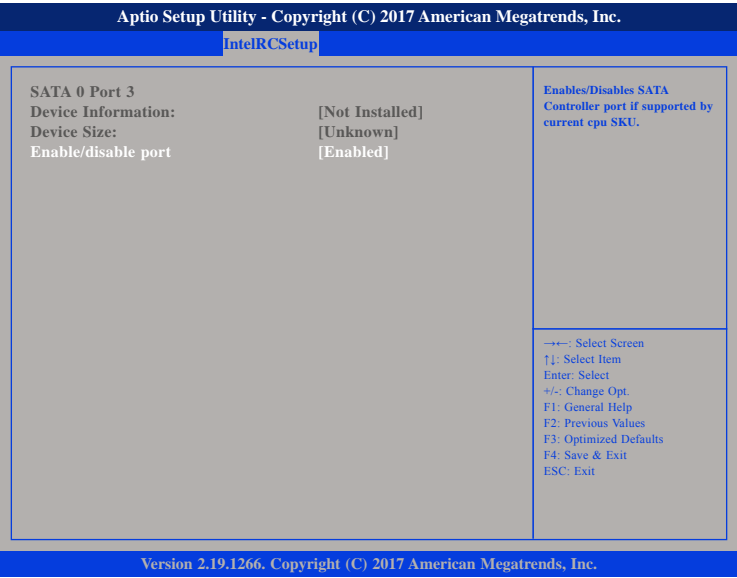 Aptio Setup Utility - Copyright (C) 2017 American Megatrends, Inc.
IntelRCSetup
SATA 0 Port 3
Device Information: [Not Installed]
Device Size: [Unknown]
Enable/disable port [Enabled]
Enables/Disables SATA
Controller port if supported by
current cpu SKU.
→←: Select Screen
↑↓: Select Item
Enter: Select
+/-: Change Opt.
F1: General Help
F2: Previous Values
F3: Optimized Defaults
F4: Save & Exit
ESC: Exit
Version 2.19.1266. Copyright (C) 2017 American Megatrends, Inc.